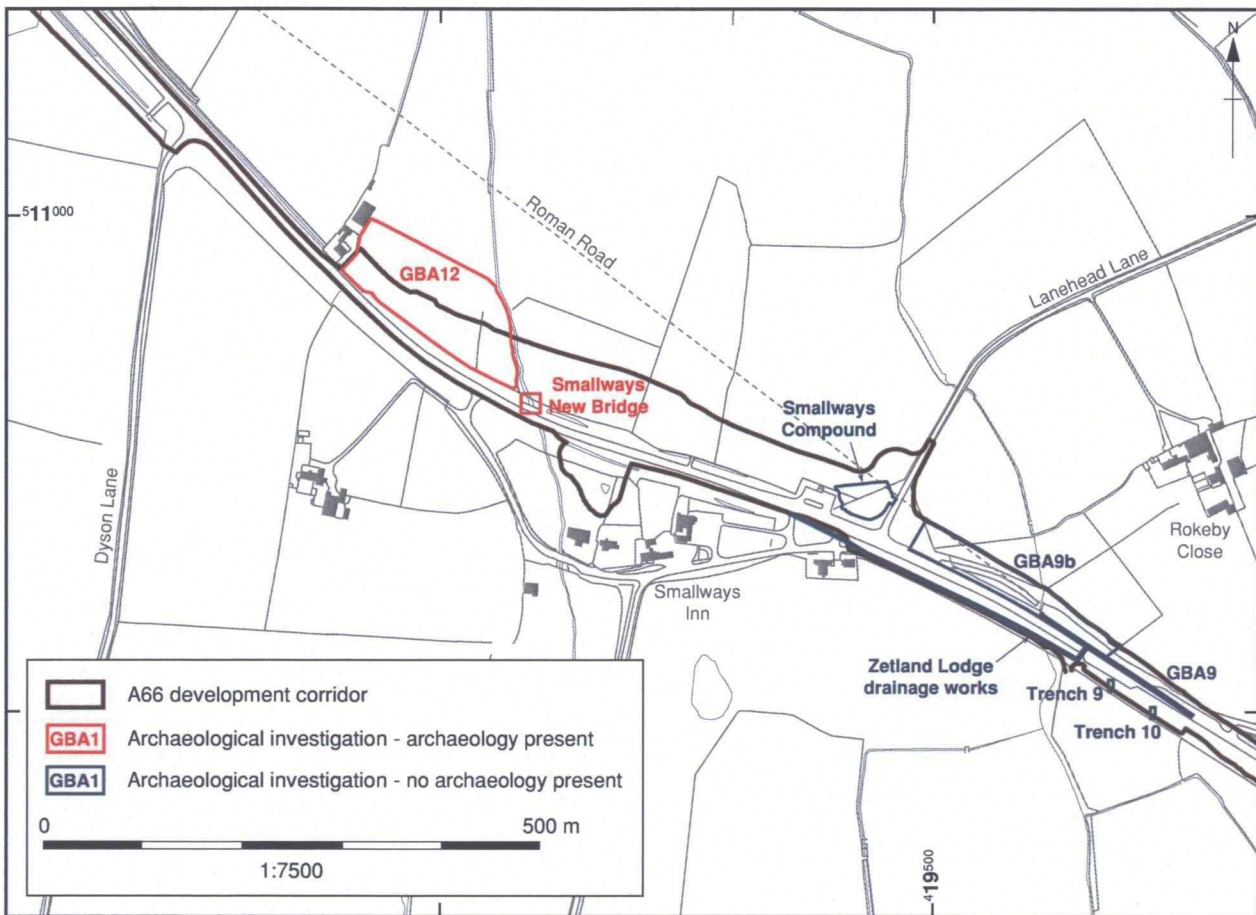 N
⁵11⁰⁰⁰
Roman Road
GBA12
Lanehead Lane
Smallways
New Bridge
Smallways
Compound
Dyson Lane
Rokeby
Close
GBA9b
Smallways
Inn
Zetland Lodge
drainage works
GBA9
Trench 9
Trench 10
A66 development corridor
GBA1 Archaeological investigation - archaeology present
GBA1 Archaeological investigation - no archaeology present
0 500 m
1:7500
⁴19⁵⁰⁰